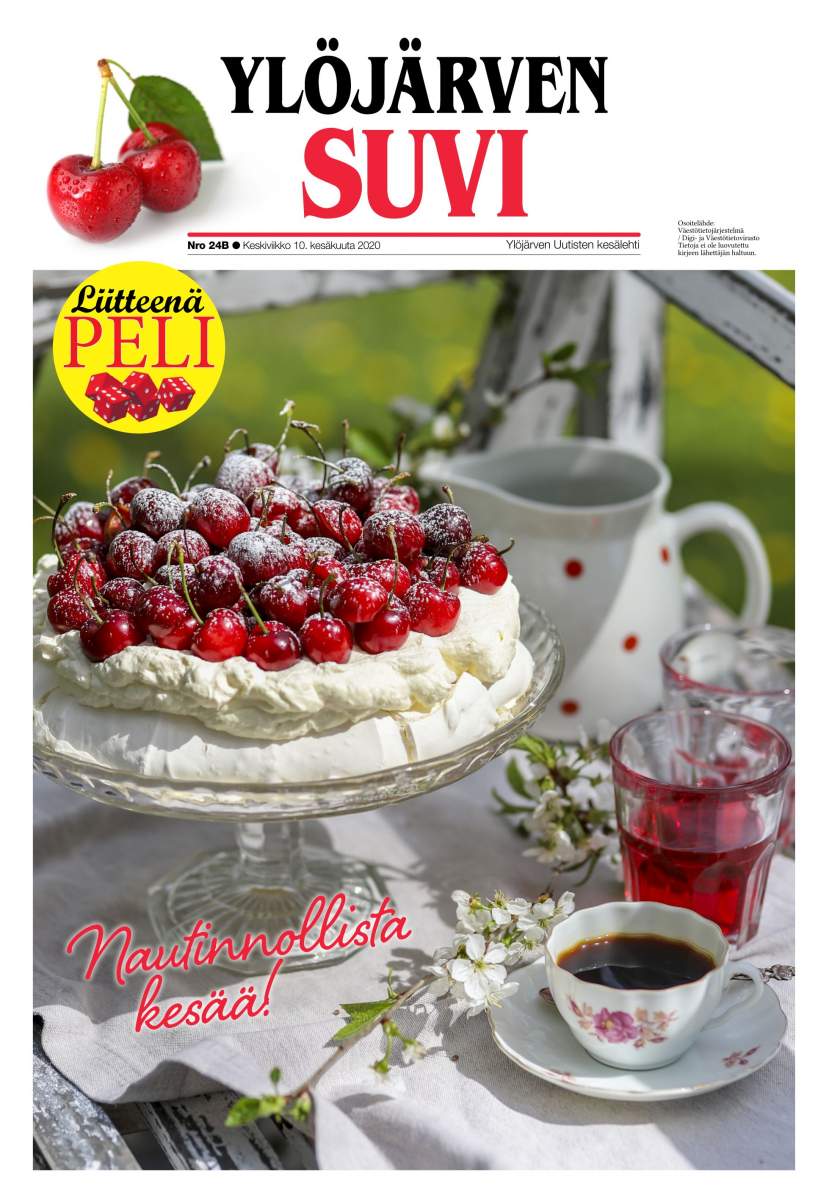 YLÖJÄRVEN
SUVI
Nro 24B ● Keskiviikko 10. kesäkuuta 2020
Ylöjärven Uutisten kesälehti
Osoitelähde:
Väestötietojärjestelmä
/ Digi- ja Väestötietovirasto
Tietoja ei ole luovutettu
kirjeen lähettäjän haltuun.
Liitteenä
PELI
Nautinnollista
kesää!